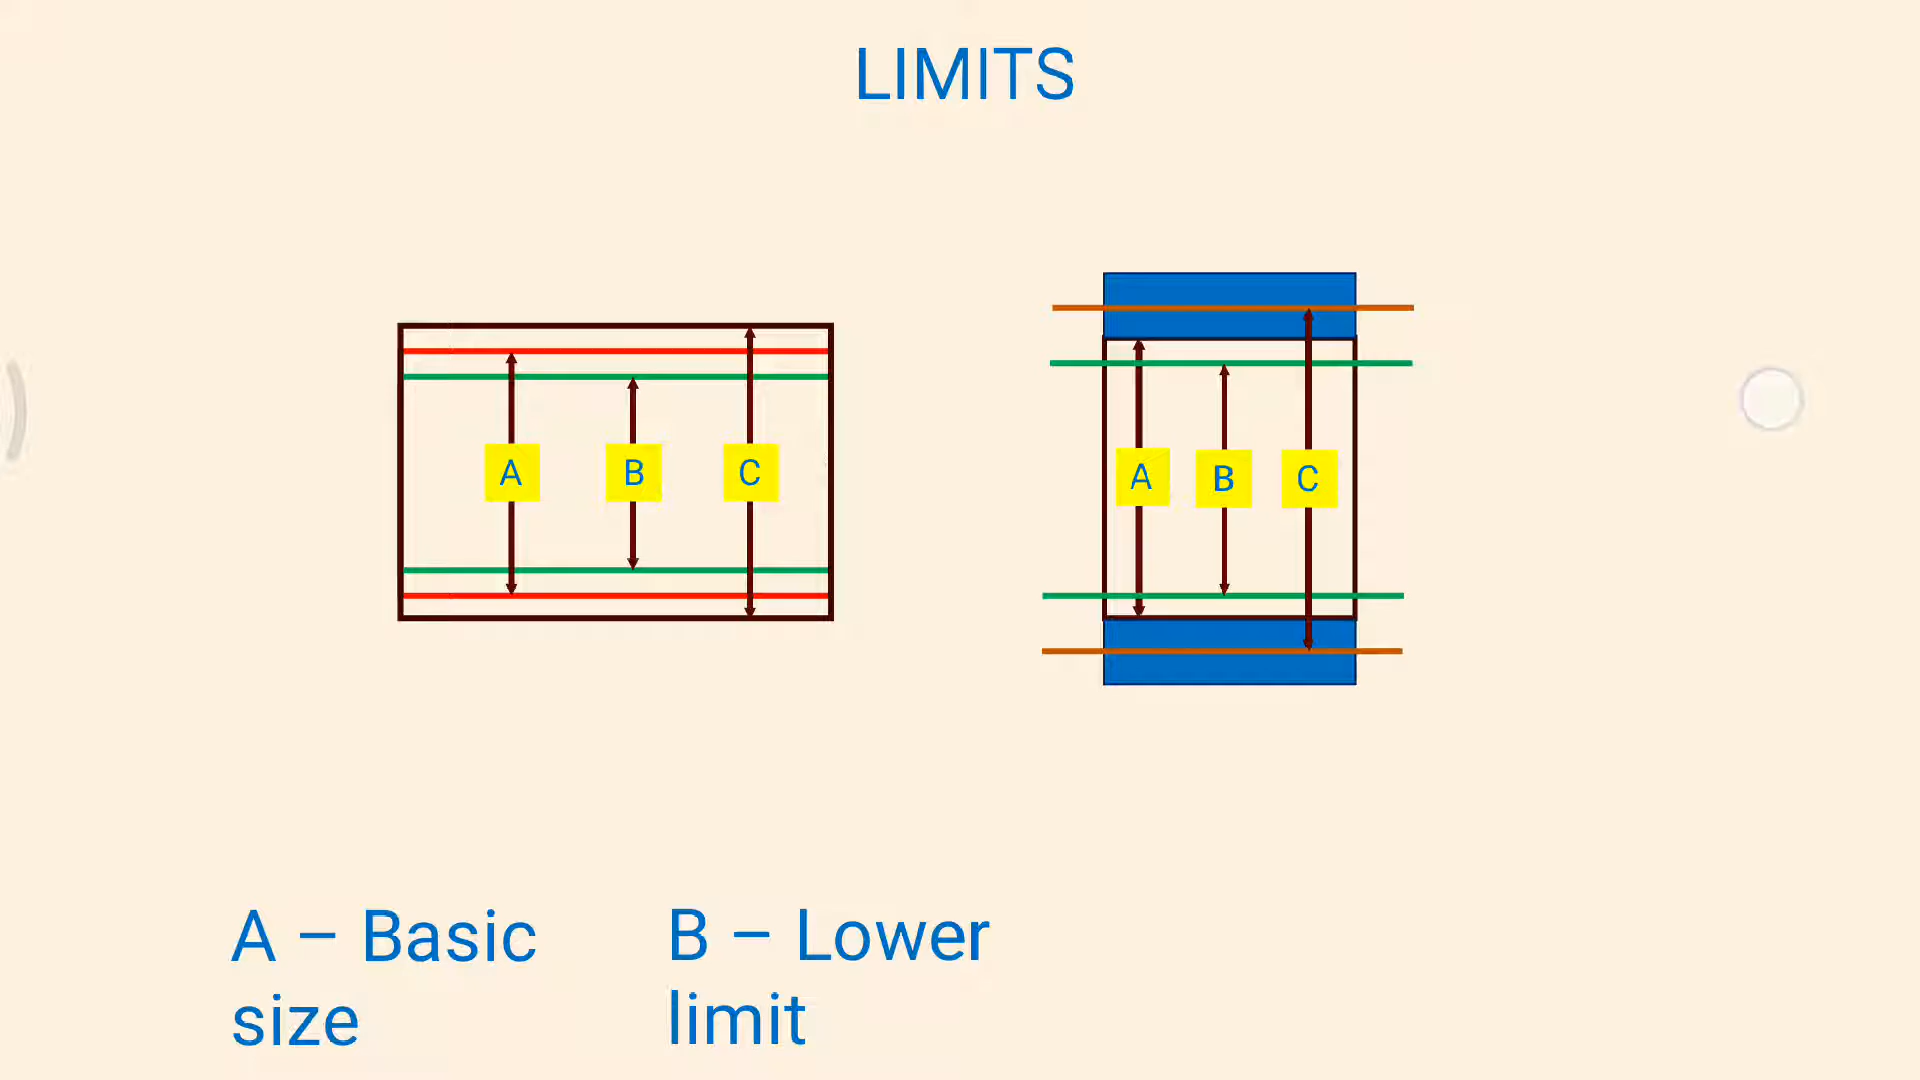 LIMITS
A
B
C
A
B
C
A – Basic
size
B – Lower
limit